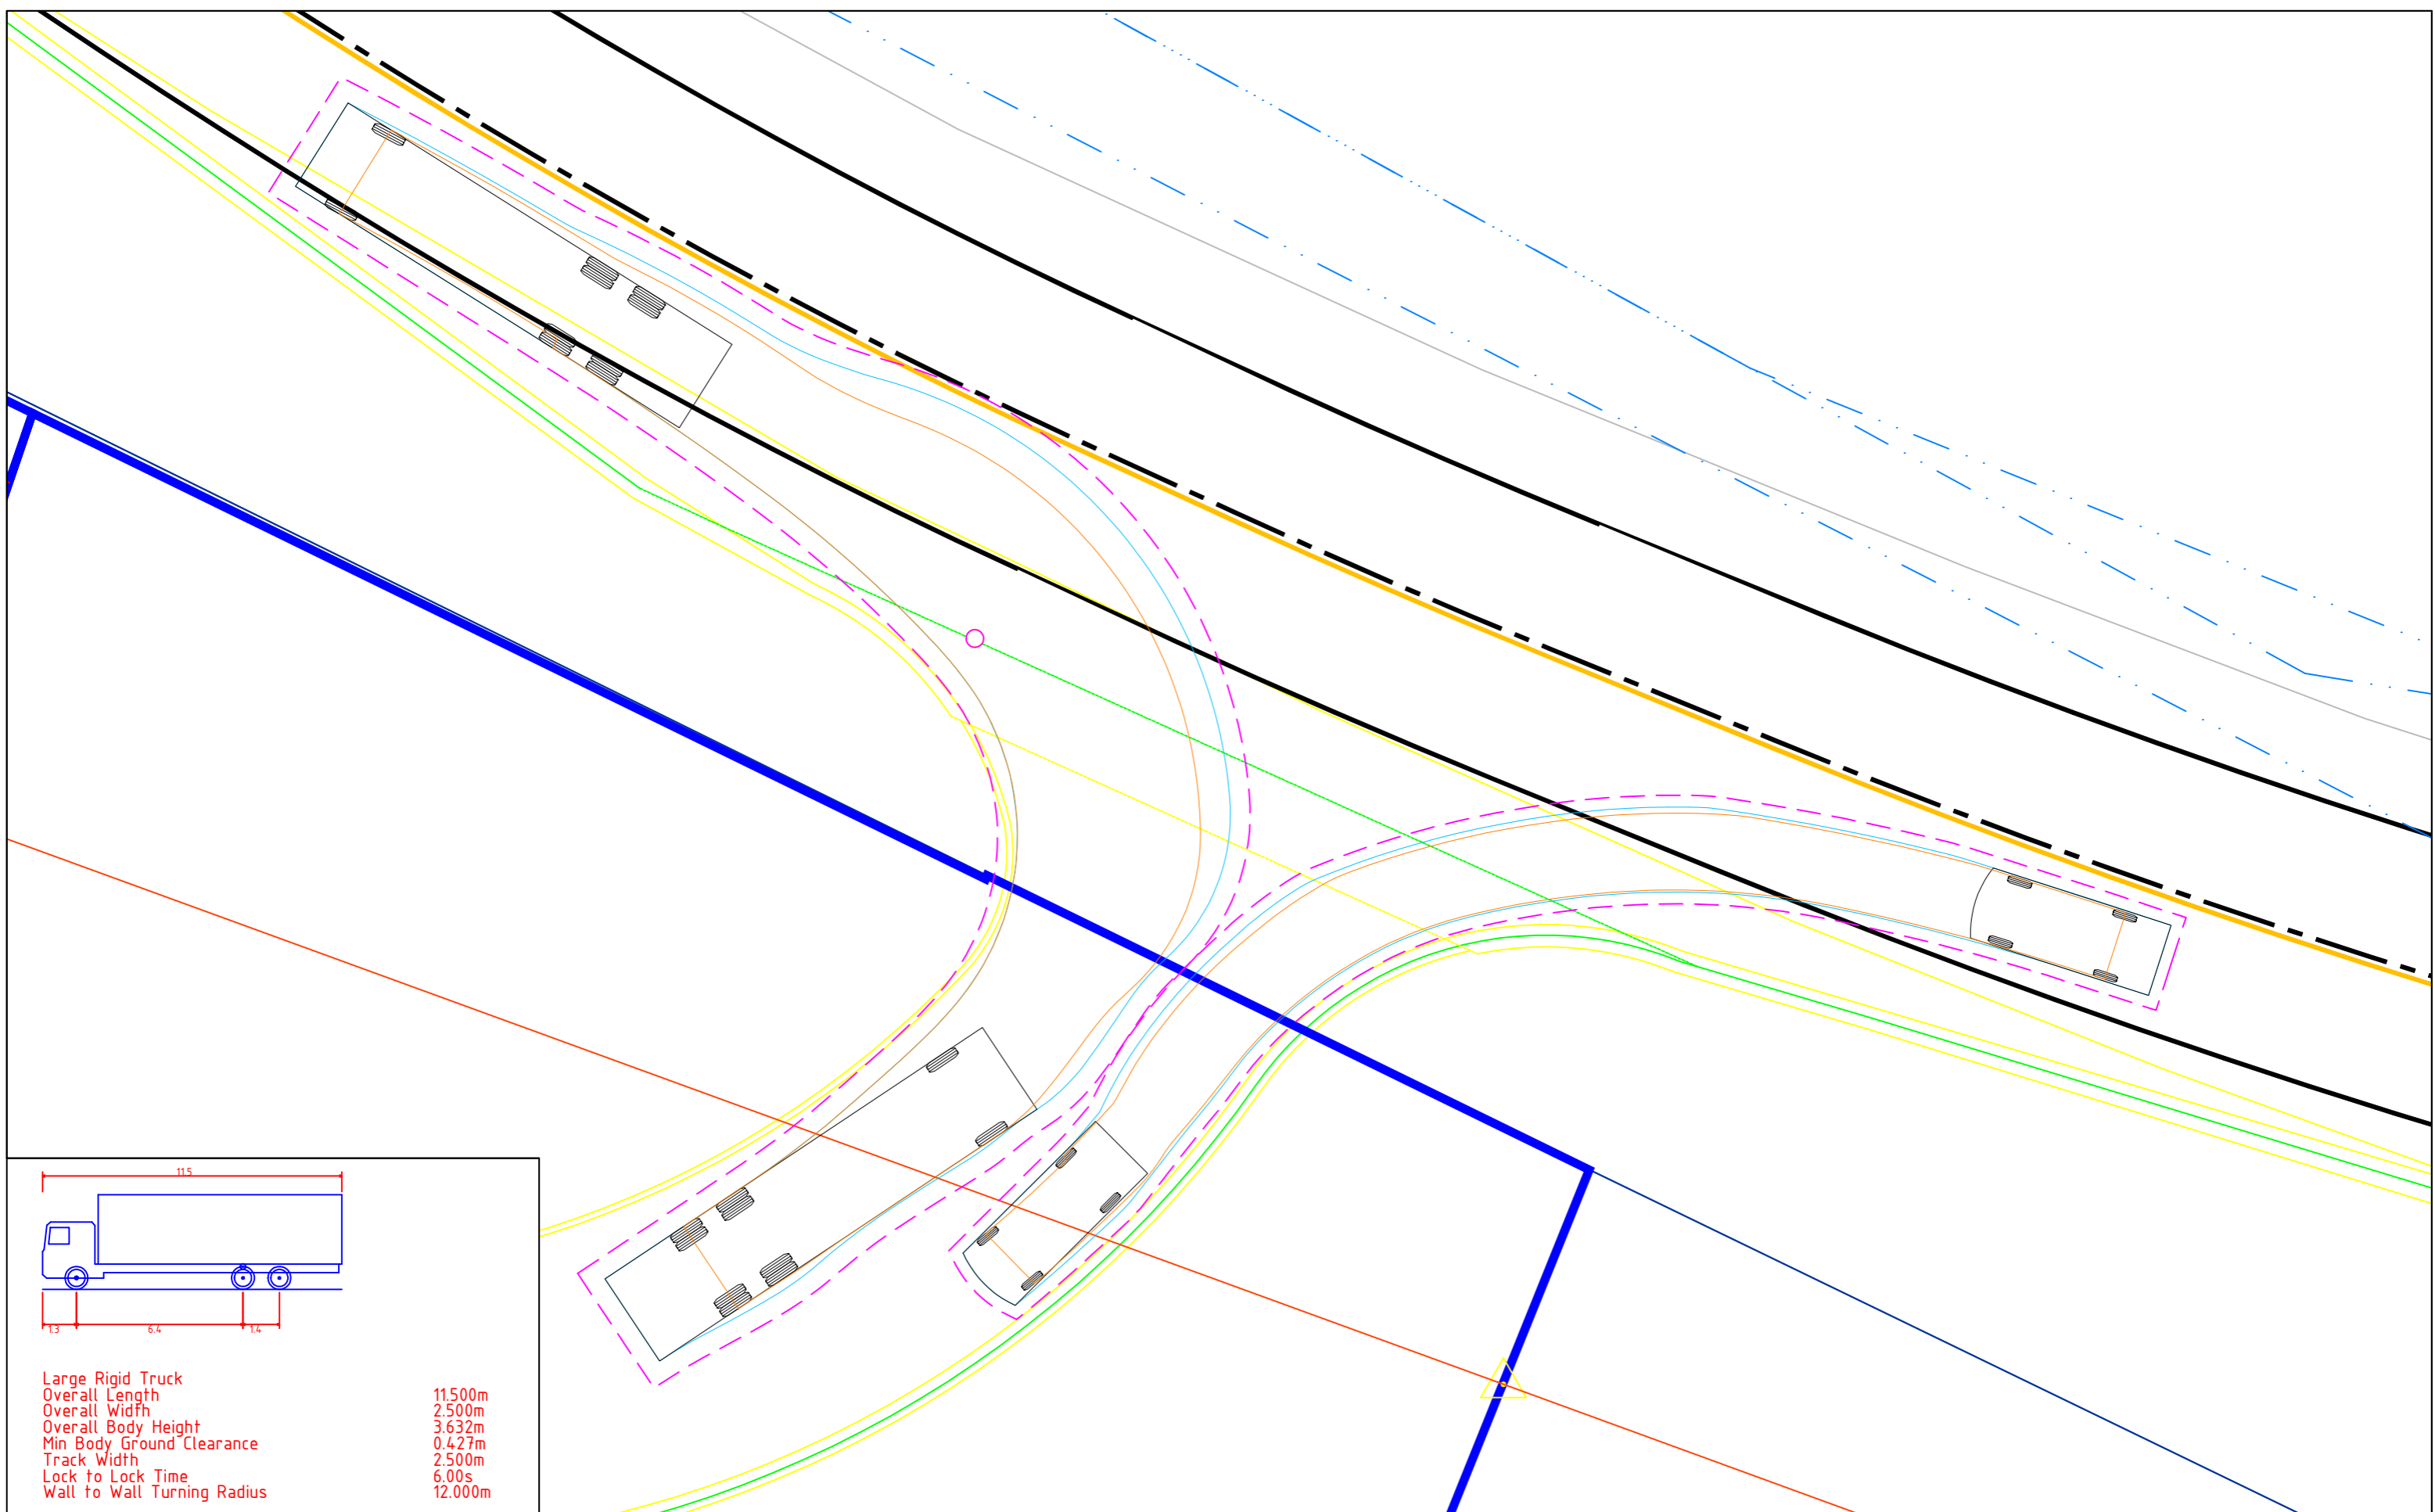 11.5
1.3 6.4 1.4
Large Rigid Truck
Overall Length 11.500m
Overall Width 2.500m
Overall Body Height 3.632m
Min Body Ground Clearance 0.427m
Track Width 2.500m
Lock to Lock Time 6.00s
Wall to Wall Turning Radius 12.000m